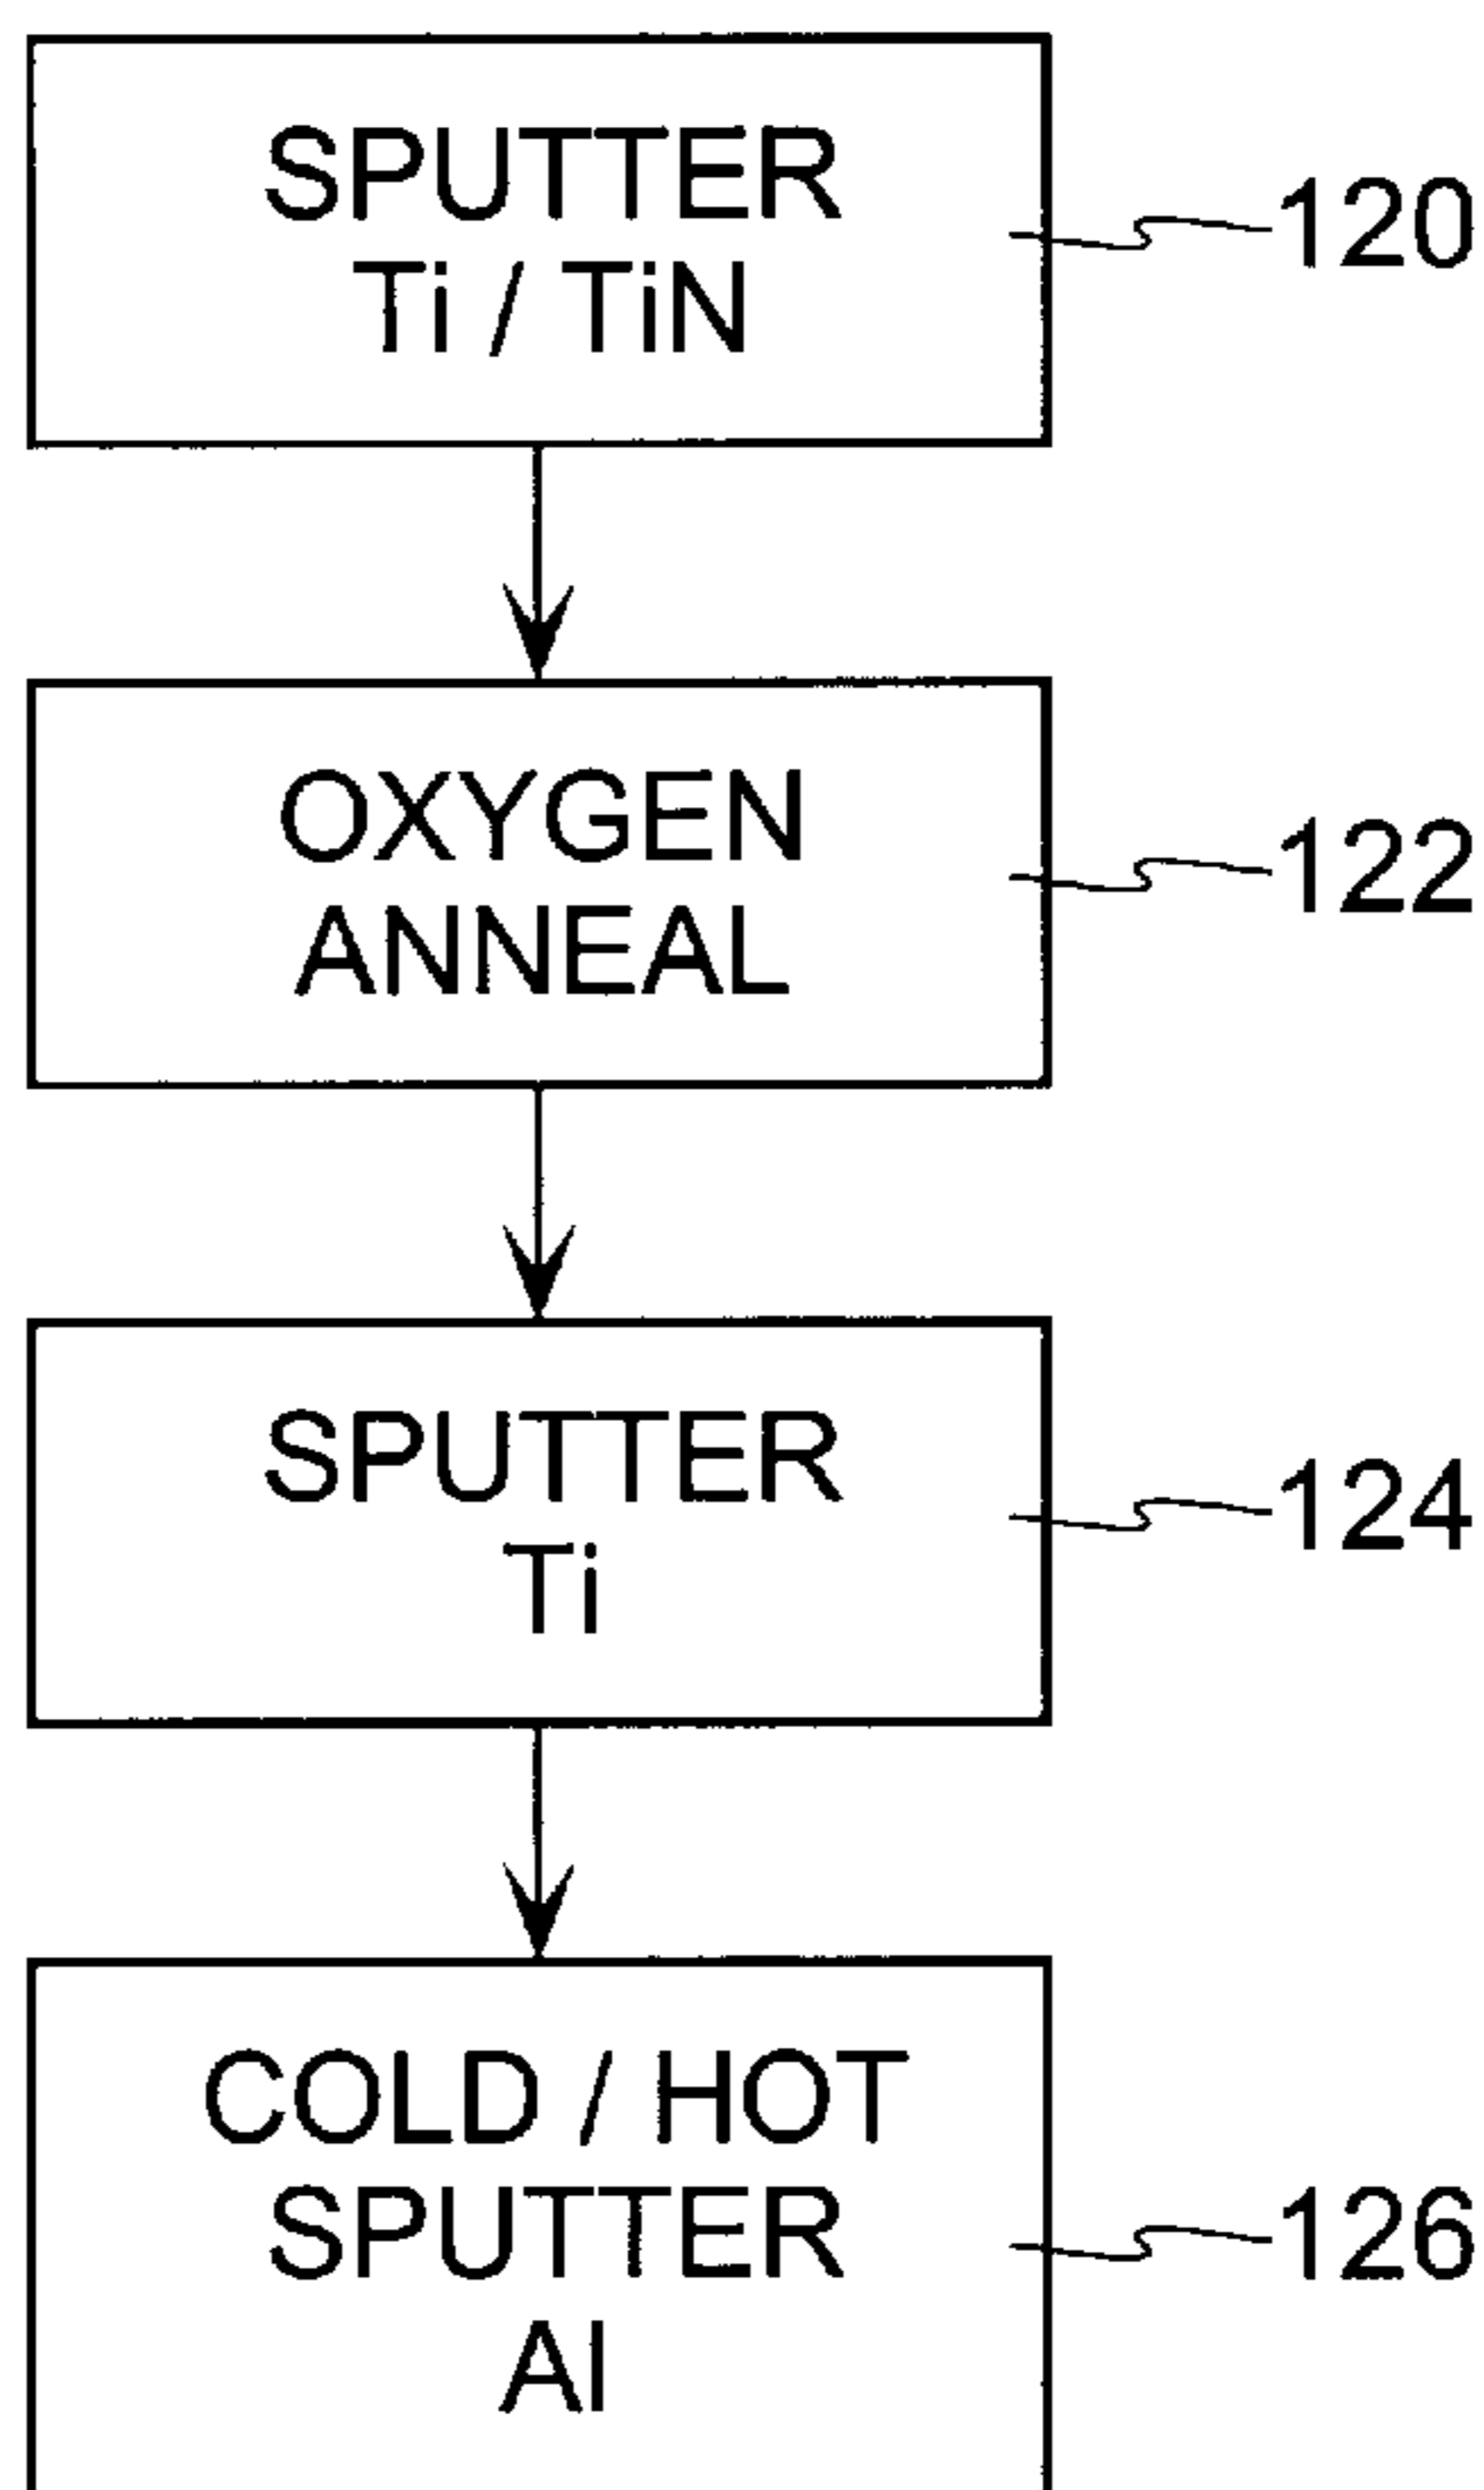 SPUTTER
Ti / TiN
120
OXYGEN
ANNEAL
122
SPUTTER
Ti
124
COLD / HOT
SPUTTER
Al
126